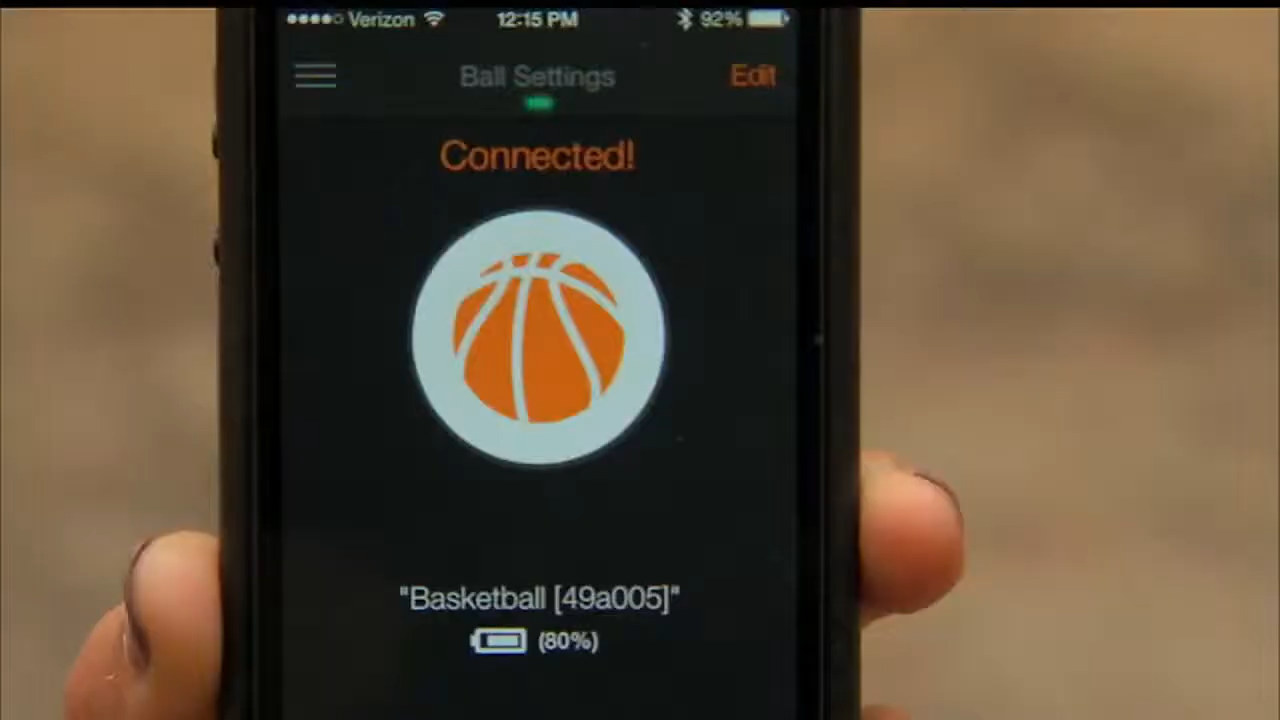 Verizon 12:15 PM 92%
Ball Settings Edit
Connected!
"Basketball [49a005]"
(80%)